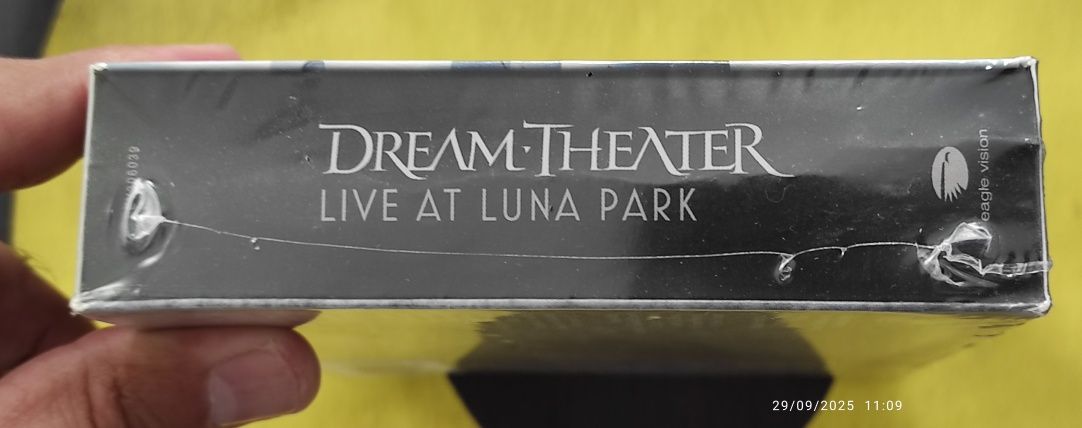 DREAM·THEATER
LIVE AT LUNA PARK
eagle vision
29/09/2025 11:09